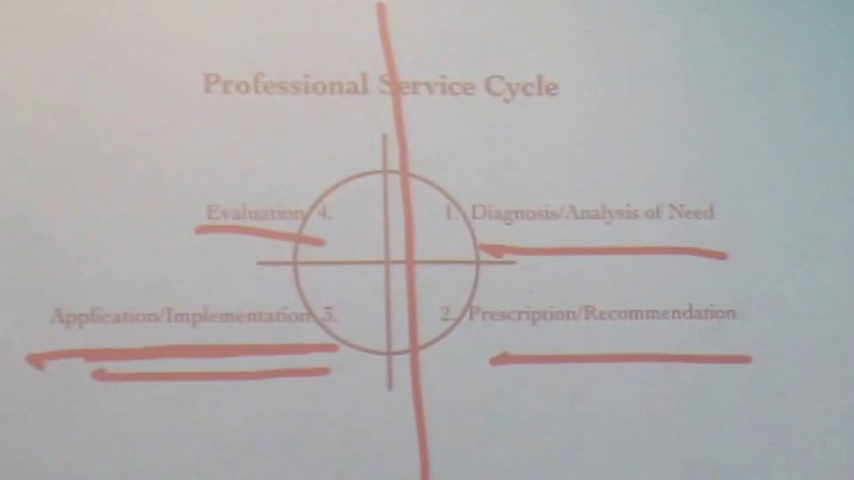 Professional Service Cycle
Evaluation 4.
1. Diagnosis/Analysis of Need
Application/Implementation 3.
2. Prescription/Recommendation